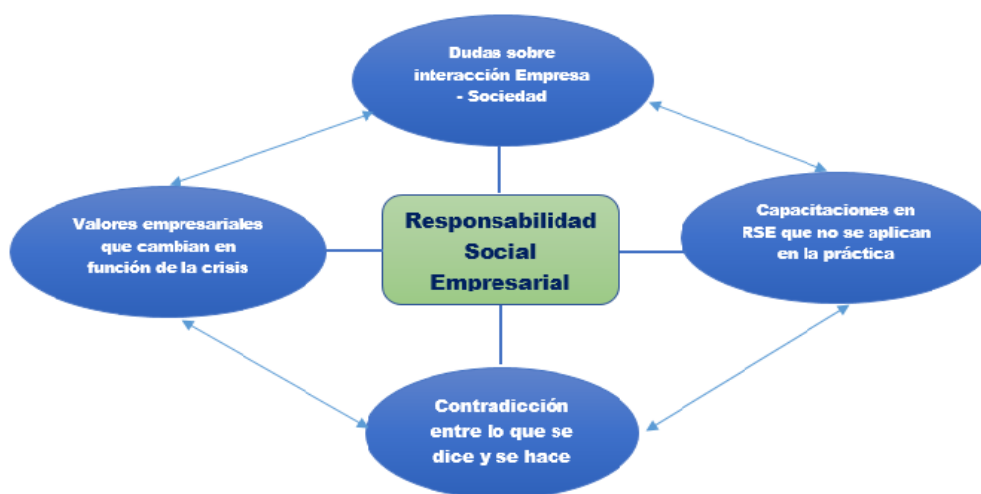 Dudas sobre
interacción Empresa
- Sociedad
Valores empresariales
que cambian en
función de la crisis
Responsabilidad
Social
Empresarial
Capacitaciones en
RSE que no se aplican
en la práctica
Contradicción
entre lo que se
dice y se hace